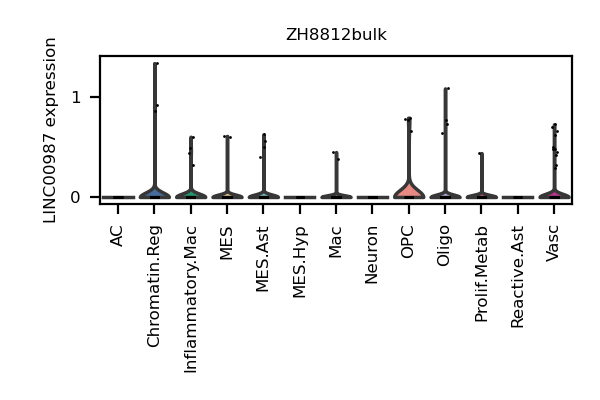 ZH8812bulk
LINC00987 expression
1
0
AC
Chromatin.Reg
Inflammatory.Mac
MES
MES.Ast
MES.Hyp
Mac
Neuron
OPC
Oligo
Prolif.Metab
Reactive.Ast
Vasc